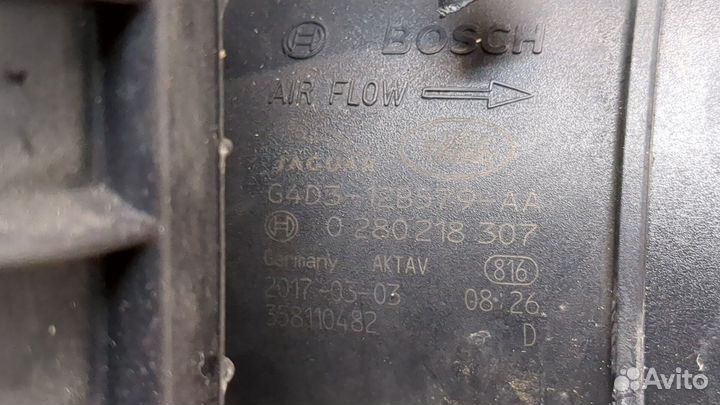 BOSCH
AIR FLOW
JAGUAR
G4D3-12B579-AA
0 280 218 307
Germany AKTAV 816
2017-03-03 08:26
358110482 D
Avito